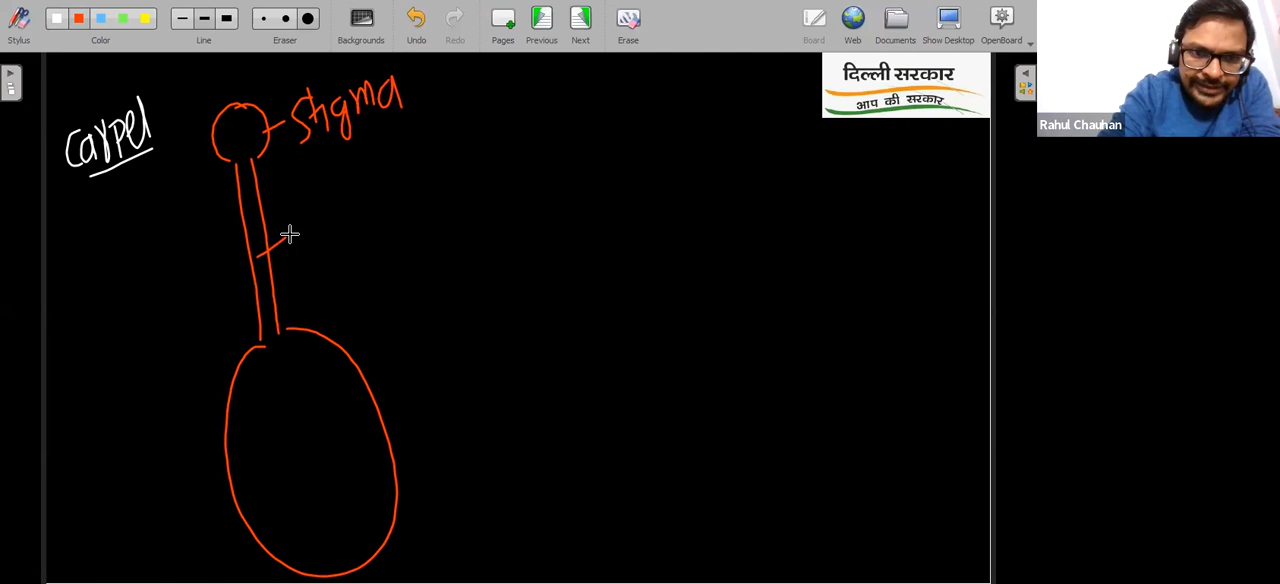 Stylus
Color
Line
Eraser
Backgrounds
Undo
Redo
Pages
Previous
Next
Erase
Board
Web
Documents
Show Desktop
OpenBoard
दिल्ली सरकार
आप की सरकार
Rahul Chauhan
Carpel
Stigma